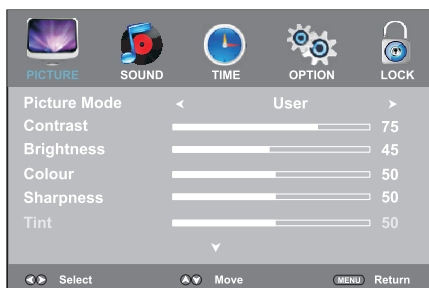 PICTURE SOUND TIME OPTION LOCK
Picture Mode User
Contrast 75
Brightness 45
Colour 50
Sharpness 50
Tint 50
Select Move MENU Return